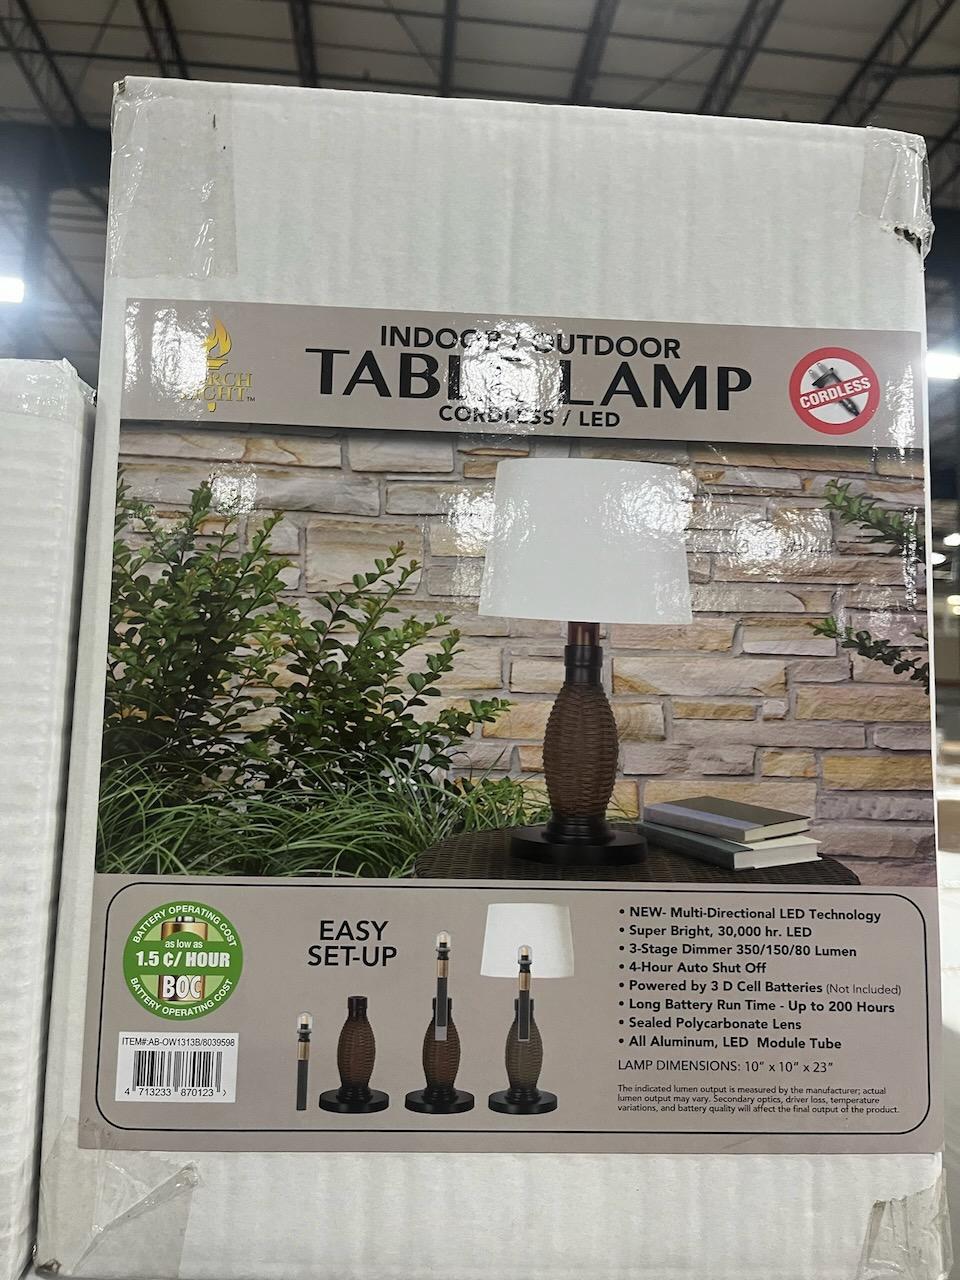 INDOOR / OUTDOOR
TABLE LAMP
CORDLESS / LED
TORCH
LIGHT™
CORDLESS
BATTERY OPERATING COST
as low as
1.5 ¢/ HOUR
BOC
BATTERY OPERATING COST
EASY
SET-UP
• NEW- Multi-Directional LED Technology
• Super Bright, 30,000 hr. LED
• 3-Stage Dimmer 350/150/80 Lumen
• 4-Hour Auto Shut Off
• Powered by 3 D Cell Batteries (Not Included)
• Long Battery Run Time - Up to 200 Hours
• Sealed Polycarbonate Lens
• All Aluminum, LED Module Tube
LAMP DIMENSIONS: 10" x 10" x 23"
The indicated lumen output is measured by the manufacturer; actual
lumen output may vary. Secondary optics, driver loss, temperature
variations, and battery quality will affect the final output of the product.
ITEM#:AB-OW1313B/8039598
4 713233 870123 >